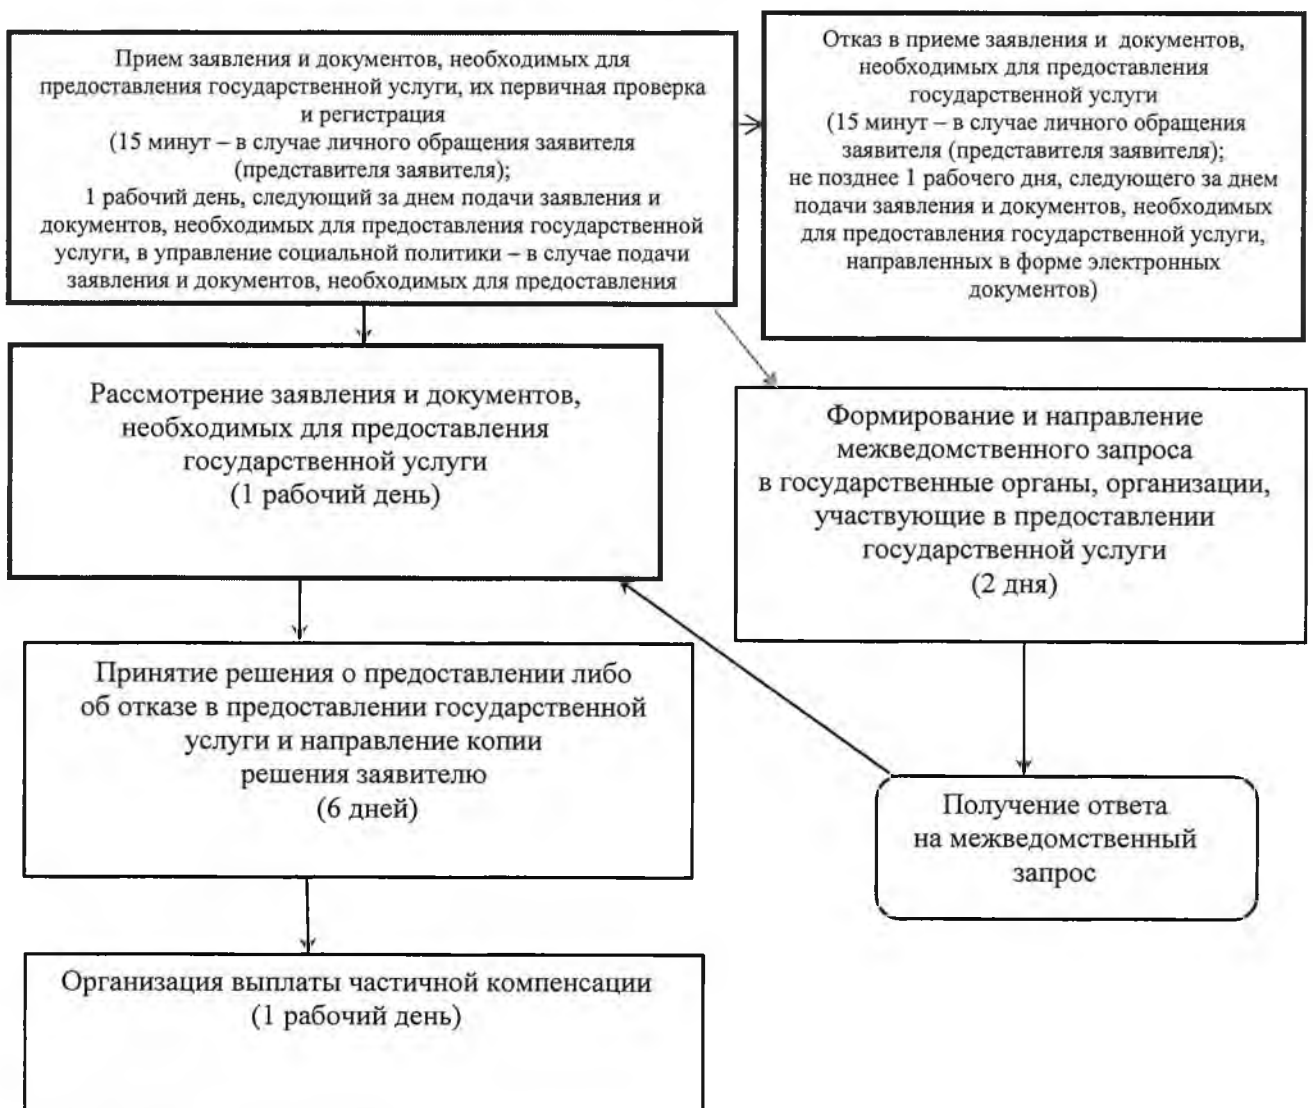 Прием заявления и документов, необходимых для
предоставления государственной услуги, их первичная проверка
и регистрация
(15 минут – в случае личного обращения заявителя
(представителя заявителя);
1 рабочий день, следующий за днем подачи заявления и
документов, необходимых для предоставления государственной
услуги, в управление социальной политики – в случае подачи
заявления и документов, необходимых для предоставления
Отказ в приеме заявления и документов,
необходимых для предоставления
государственной услуги
(15 минут – в случае личного обращения
заявителя (представителя заявителя);
не позднее 1 рабочего дня, следующего за днем
подачи заявления и документов, необходимых
для предоставления государственной услуги,
направленных в форме электронных
документов)
Рассмотрение заявления и документов,
необходимых для предоставления
государственной услуги
(1 рабочий день)
Формирование и направление
межведомственного запроса
в государственные органы, организации,
участвующие в предоставлении
государственной услуги
(2 дня)
Принятие решения о предоставлении либо
об отказе в предоставлении государственной
услуги и направление копии
решения заявителю
(6 дней)
Получение ответа
на межведомственный
запрос
Организация выплаты частичной компенсации
(1 рабочий день)